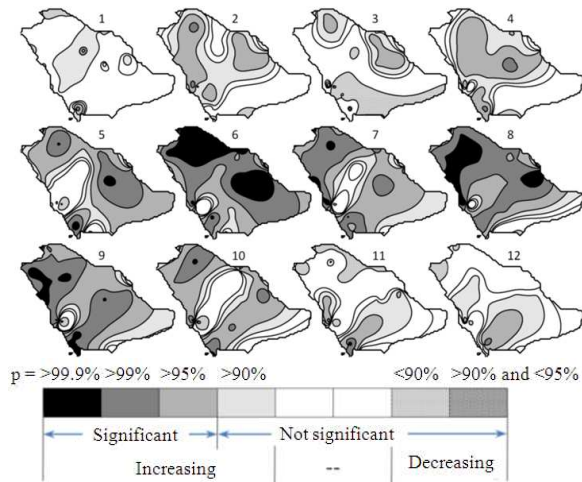 1 2 3 4
5 6 7 8
9 10 11 12
p = >99.9% >99% >95% >90% <90% >90% and <95%
Significant Not significant
Increasing -- Decreasing